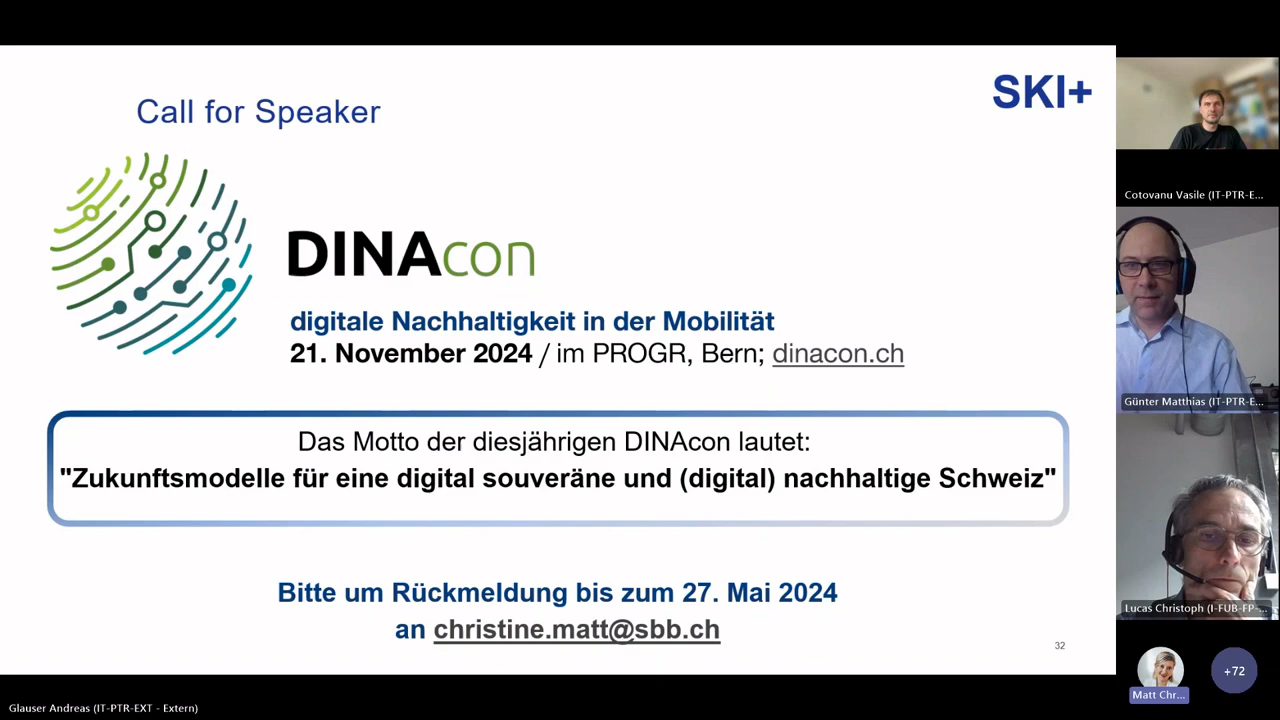 Call for Speaker
SKI+
DINAcon
digitale Nachhaltigkeit in der Mobilität
21. November 2024 / im PROGR, Bern; dinacon.ch
Das Motto der diesjährigen DINAcon lautet:
"Zukunftsmodelle für eine digital souveräne und (digital) nachhaltige Schweiz"
Bitte um Rückmeldung bis zum 27. Mai 2024
an christine.matt@sbb.ch
32
Cotovanu Vasile (IT-PTR-E...
Günter Matthias (IT-PTR-E...
Lucas Christoph (I-FUB-FP-...
Matt Chr...
+72
Glauser Andreas (IT-PTR-EXT - Extern)